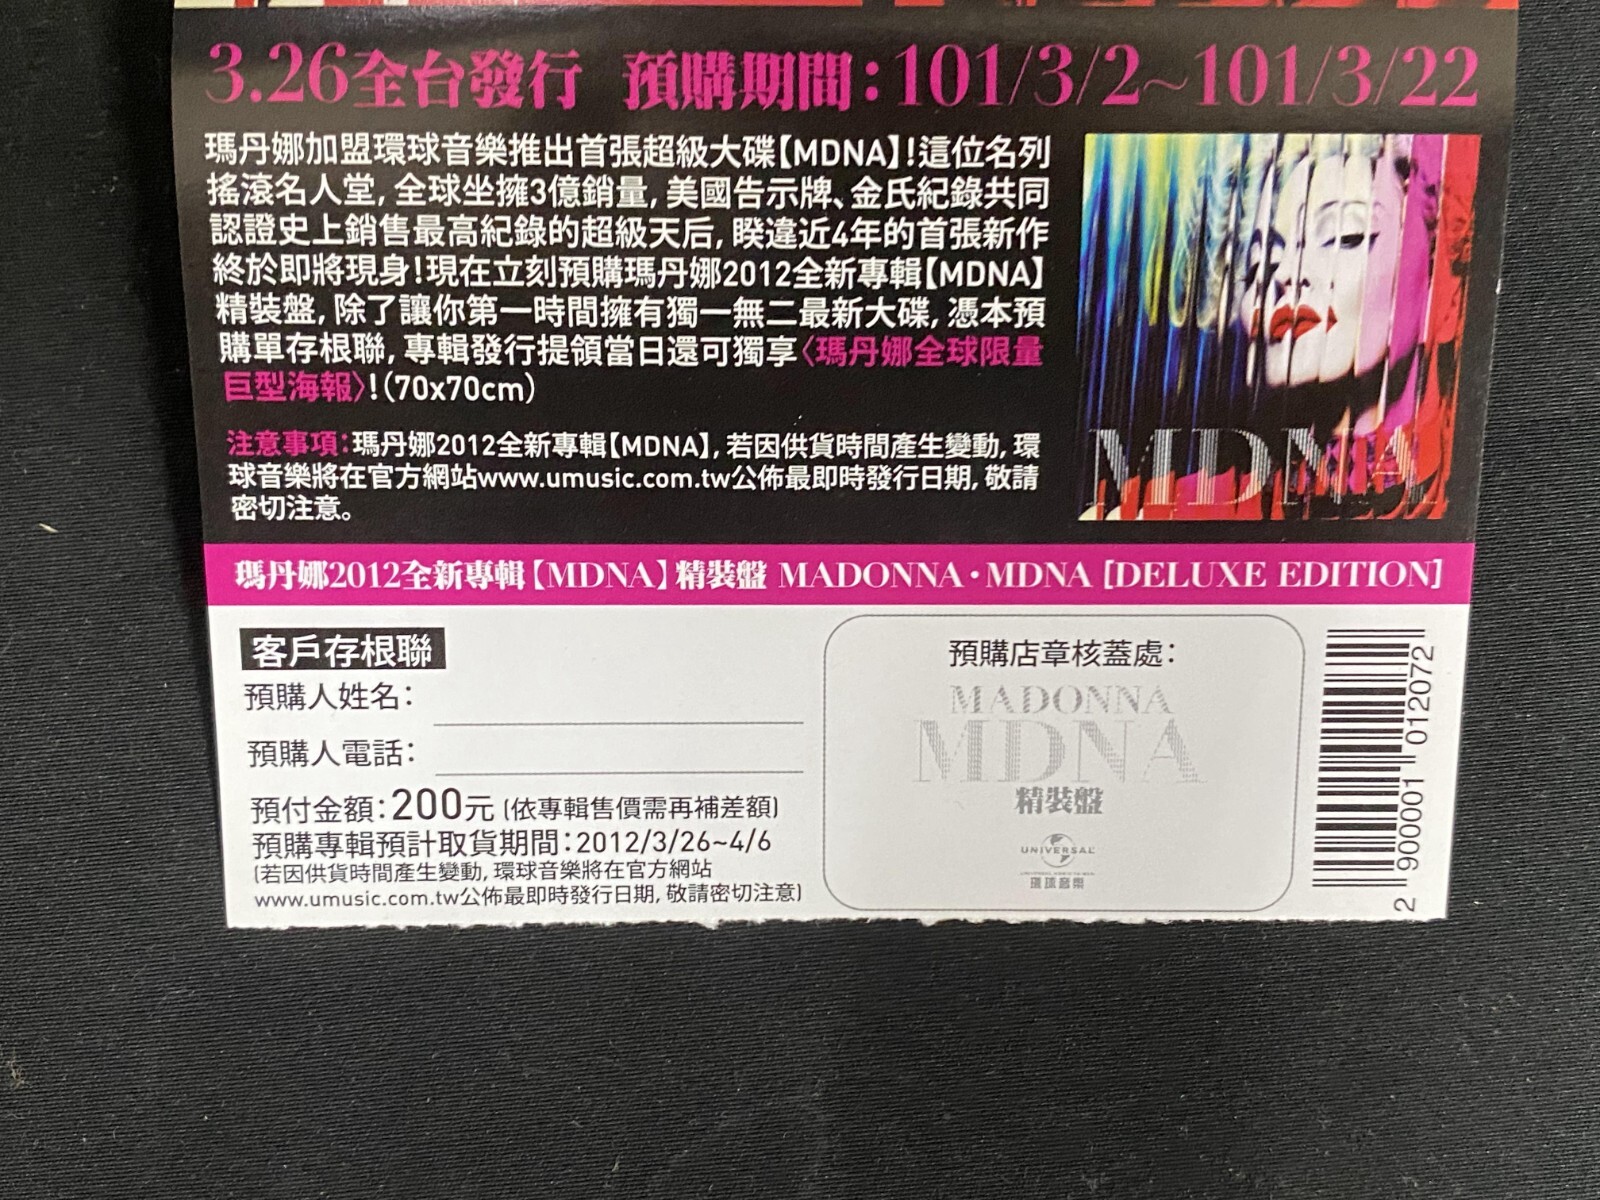 3.26全台發行 預購期間：101/3/2~101/3/22
瑪丹娜加盟環球音樂推出首張超級大碟【MDNA】！這位名列
搖滾名人堂，全球坐擁3億銷量，美國告示牌、金氏紀錄共同
認證史上銷售最高紀錄的超級天后，睽違近4年的首張新作
終於即將現身！現在立刻預購瑪丹娜2012全新專輯【MDNA】
精裝盤，除了讓你第一時間擁有獨一無二最新大碟，憑本預
購單存根聯，專輯發行提領當日還可獨享〈瑪丹娜全球限量
巨型海報〉！（70x70cm）
注意事項：瑪丹娜2012全新專輯【MDNA】，若因供貨時間產生變動，環
球音樂將在官方網站www.umusic.com.tw公佈最即時發行日期，敬請
密切注意。
MDNA
瑪丹娜2012全新專輯【MDNA】精裝盤 MADONNA・MDNA [DELUXE EDITION]
客戶存根聯
預購人姓名：
預購人電話：
預付金額：200元（依專輯售價需再補差額）
預購專輯預計取貨期間：2012/3/26~4/6
（若因供貨時間產生變動，環球音樂將在官方網站
www.umusic.com.tw公佈最即時發行日期，敬請密切注意）
預購店章核蓋處：
MADONNA
MDNA
精裝盤
UNIVERSAL
環球音樂
2 900001 012072